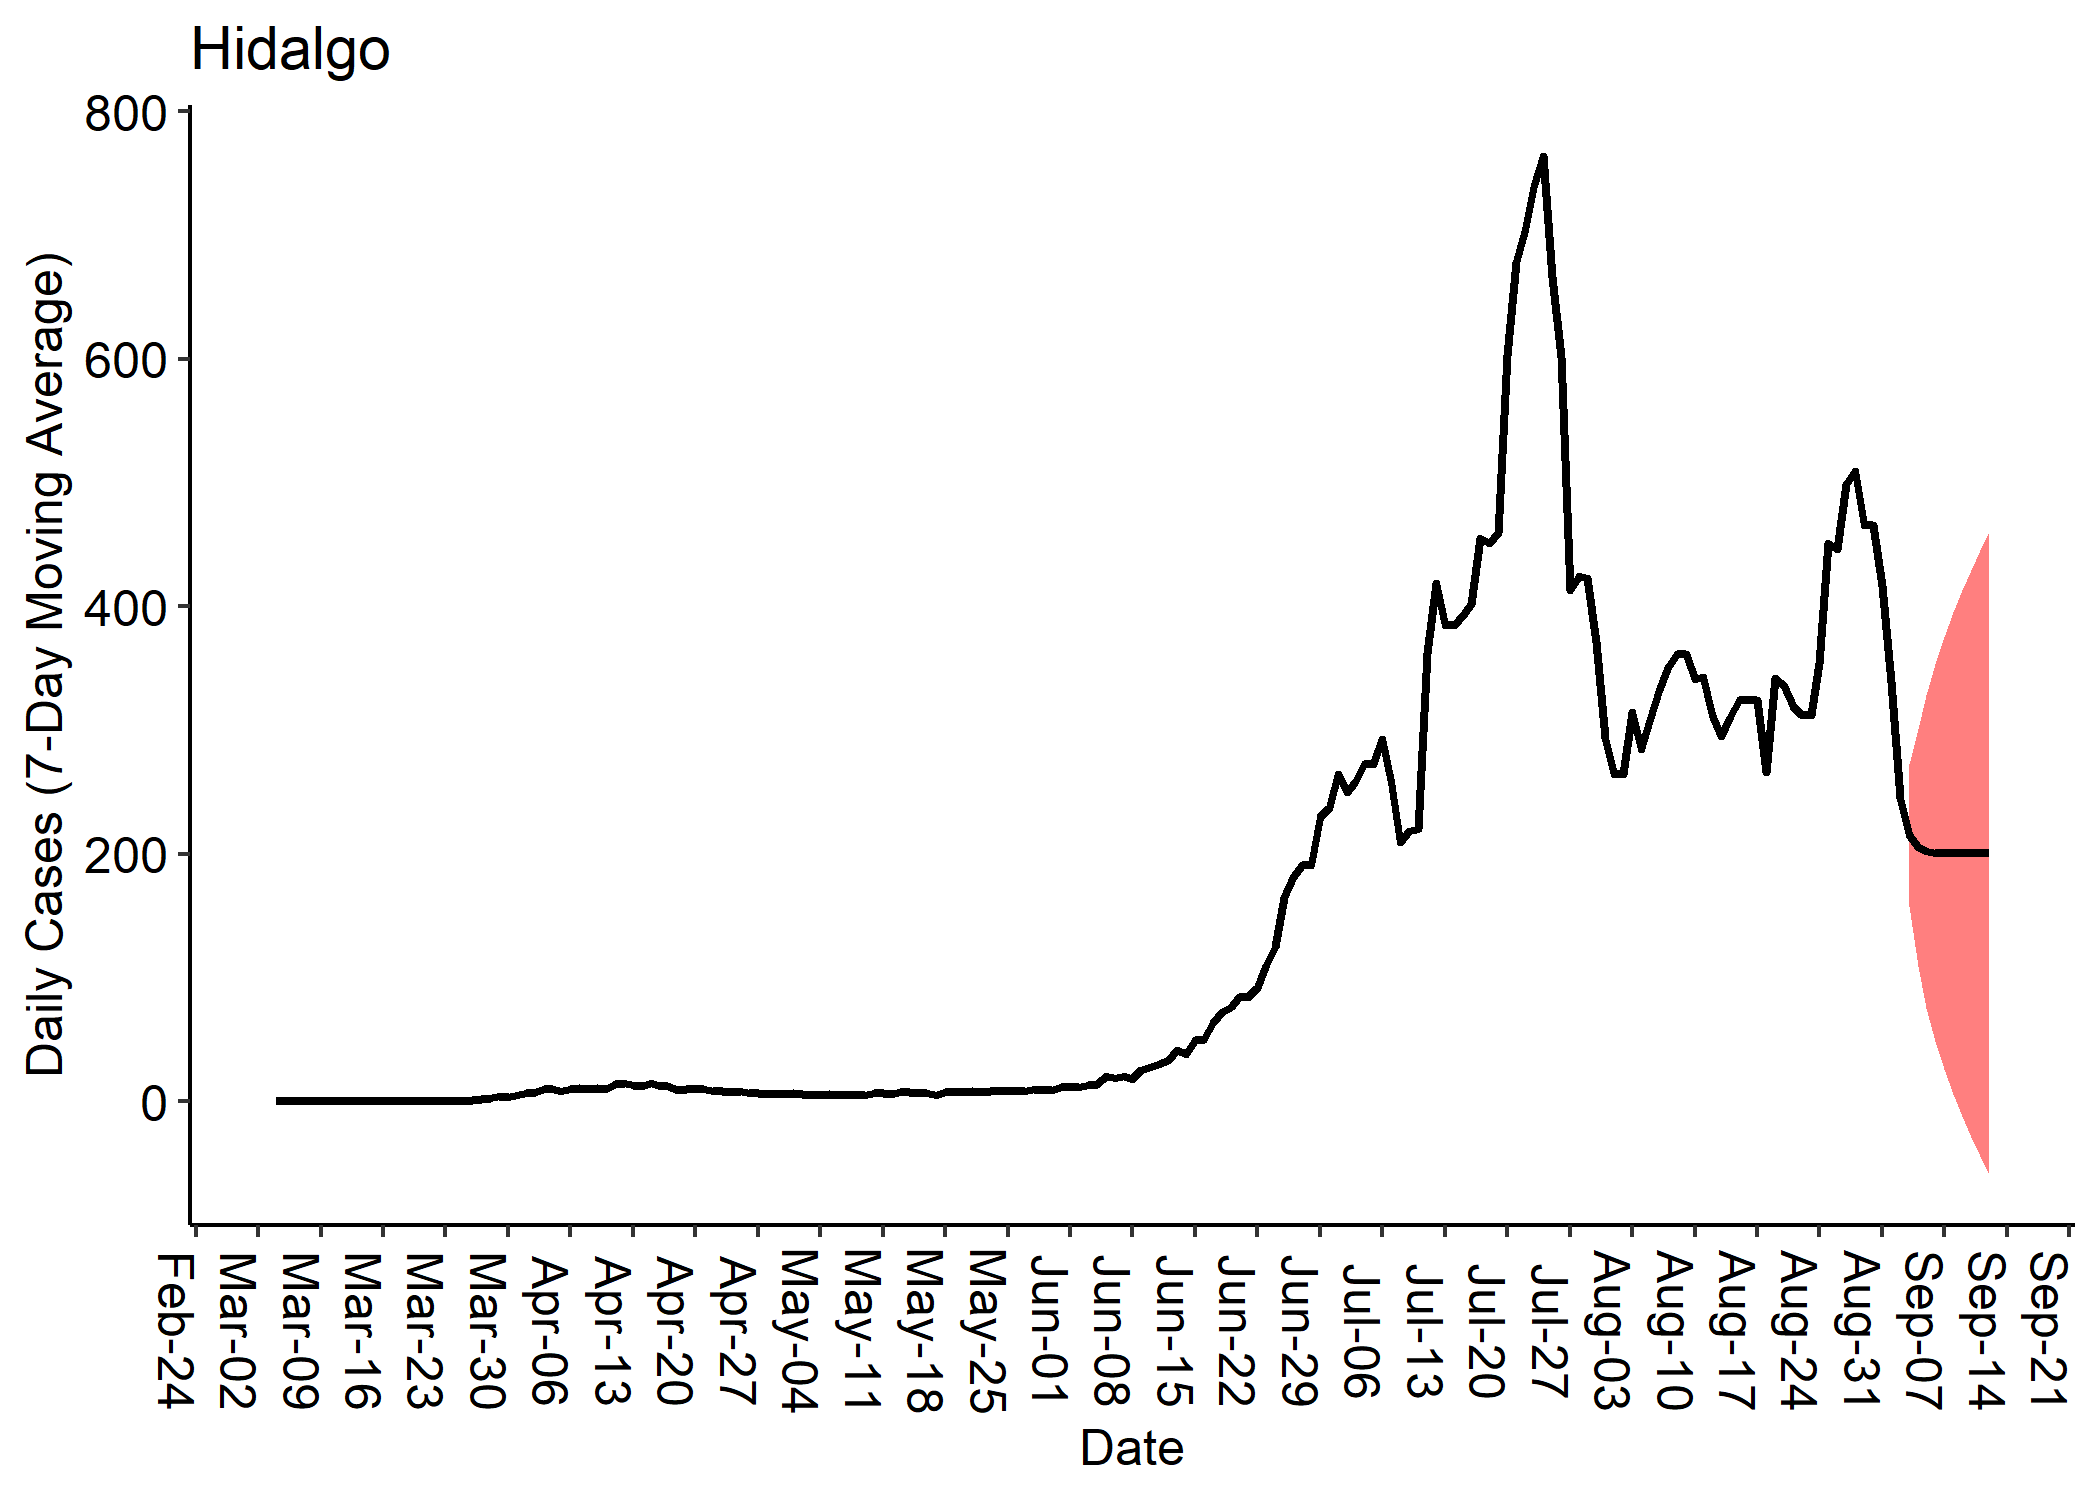 Hidalgo
Daily Cases (7-Day Moving Average)
800
600
400
200
0
Feb-24
Mar-02
Mar-09
Mar-16
Mar-23
Mar-30
Apr-06
Apr-13
Apr-20
Apr-27
May-04
May-11
May-18
May-25
Jun-01
Jun-08
Jun-15
Jun-22
Jun-29
Jul-06
Jul-13
Jul-20
Jul-27
Aug-03
Aug-10
Aug-17
Aug-24
Aug-31
Sep-07
Sep-14
Sep-21
Date